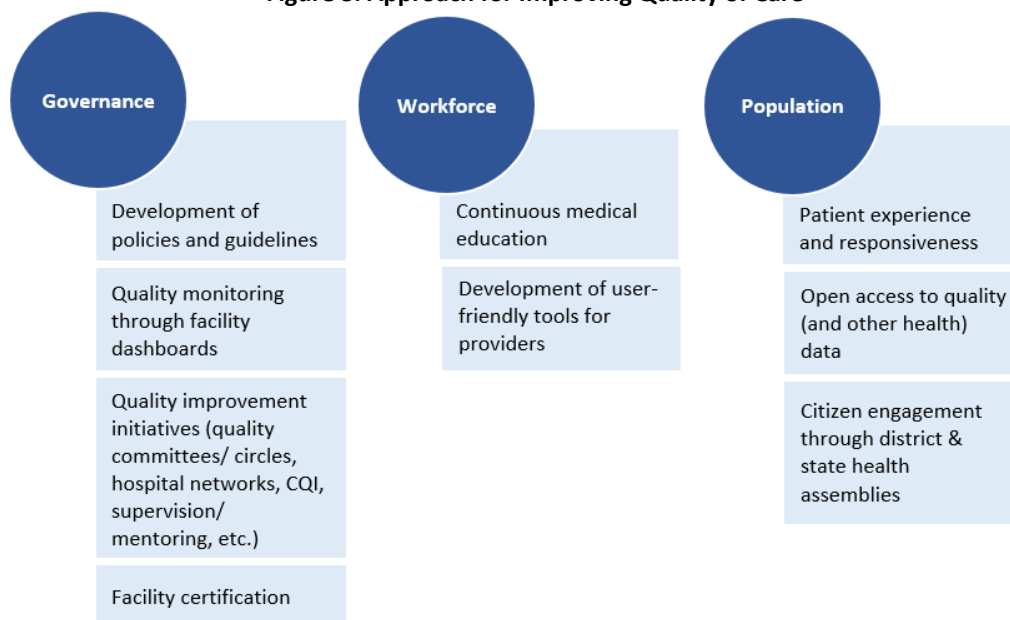 Governance
Development of
policies and guidelines
Quality monitoring
through facility
dashboards
Quality improvement
initiatives (quality
committees/ circles,
hospital networks, CQI,
supervision/
mentoring, etc.)
Facility certification
Workforce
Continuous medical
education
Development of user-
friendly tools for
providers
Population
Patient experience
and responsiveness
Open access to quality
(and other health)
data
Citizen engagement
through district &
state health
assemblies